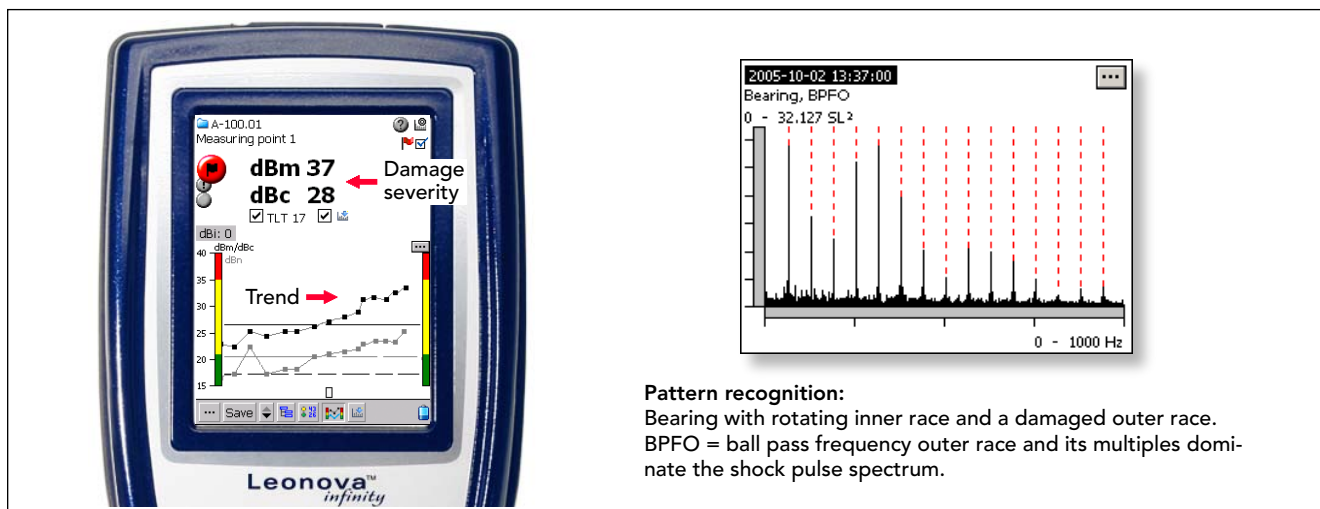 A-100.01
Measuring point 1
dBm 37
dBc 28
TLT 17
Damage
severity
dBi: 0
dBm/dBc
dBn
40
35
30
25
20
15
Trend
Save
Leonova™
infinity
2005-10-02 13:37:00
Bearing, BPFO
0 - 32.127 SL²
0 - 1000 Hz
Pattern recognition:
Bearing with rotating inner race and a damaged outer race.
BPFO = ball pass frequency outer race and its multiples domi-
nate the shock pulse spectrum.